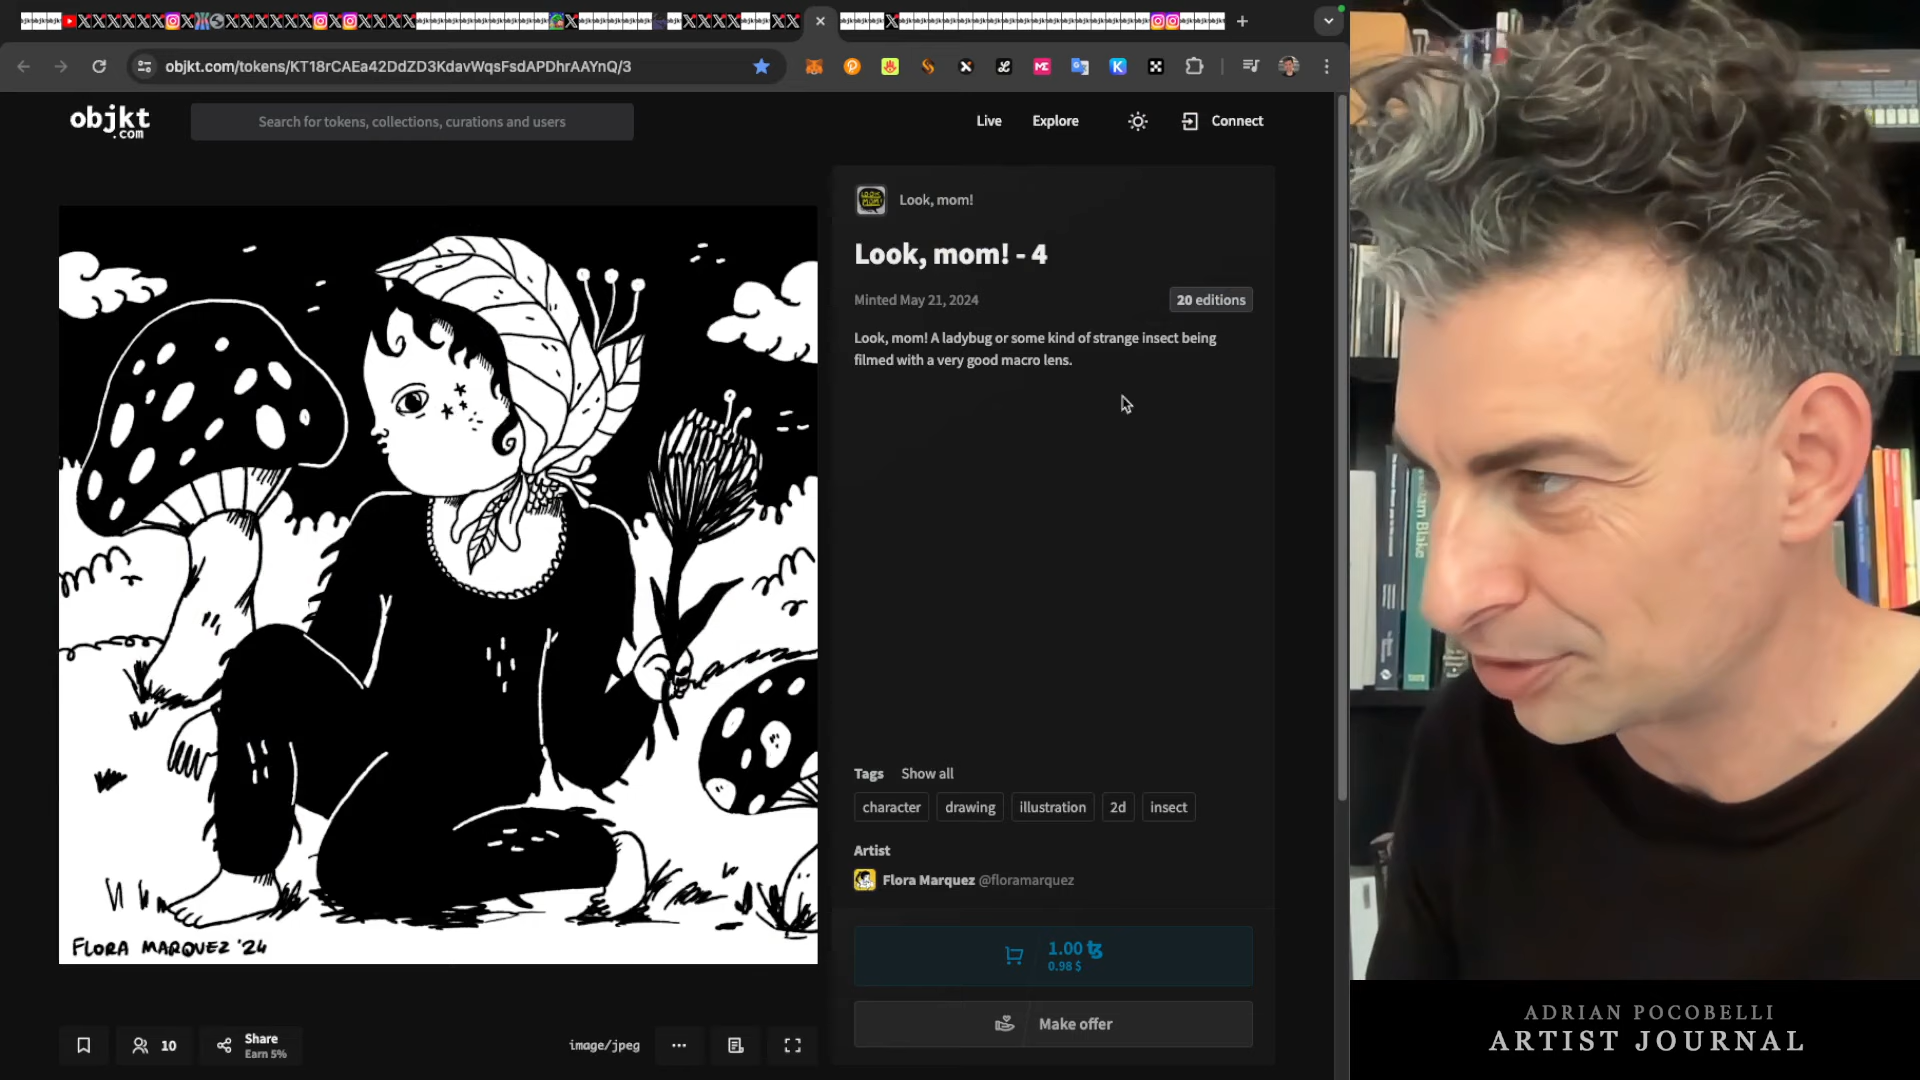 objkt.com/tokens/KT18rCAEa42DdZD3KdavWqsFsdAPDhrAAYnQ/3
objkt
.com
Search for tokens, collections, curations and users
Live
Explore
Connect
Look, mom!
Look, mom! - 4
Minted May 21, 2024
20 editions
Look, mom! A ladybug or some kind of strange insect being
filmed with a very good macro lens.
Tags Show all
character drawing illustration 2d insect
Artist
Flora Marquez @floramarquez
1.00 ꜩ
0.98 $
Make offer
FLORA MARQUEZ '24
10
Share
Earn 5%
image/jpeg
ADRIAN POCOBELLI
ARTIST JOURNAL